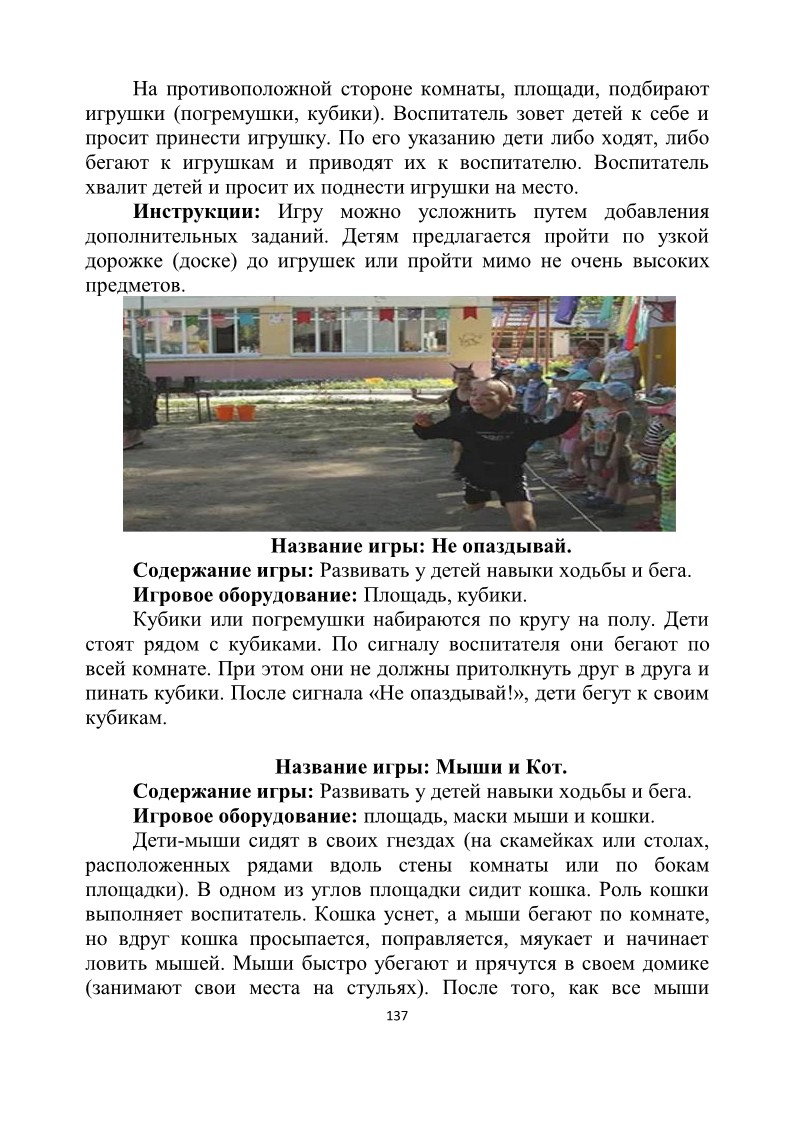 На противоположной стороне комнаты, площади, подбирают
игрушки (погремушки, кубики). Воспитатель зовет детей к себе и
просит принести игрушку. По его указанию дети либо ходят, либо
бегают к игрушкам и приводят их к воспитателю. Воспитатель
хвалит детей и просит их поднести игрушки на место.
Инструкции: Игру можно усложнить путем добавления
дополнительных заданий. Детям предлагается пройти по узкой
дорожке (доске) до игрушек или пройти мимо не очень высоких
предметов.
Название игры: Не опаздывай.
Содержание игры: Развивать у детей навыки ходьбы и бега.
Игровое оборудование: Площадь, кубики.
Кубики или погремушки набираются по кругу на полу. Дети
стоят рядом с кубиками. По сигналу воспитателя они бегают по
всей комнате. При этом они не должны притолкнуть друг в друга и
пинать кубики. После сигнала «Не опаздывай!», дети бегут к своим
кубикам.
Название игры: Мыши и Кот.
Содержание игры: Развивать у детей навыки ходьбы и бега.
Игровое оборудование: площадь, маски мыши и кошки.
Дети-мыши сидят в своих гнездах (на скамейках или столах,
расположенных рядами вдоль стены комнаты или по бокам
площадки). В одном из углов площадки сидит кошка. Роль кошки
выполняет воспитатель. Кошка уснет, а мыши бегают по комнате,
но вдруг кошка просыпается, поправляется, мяукает и начинает
ловить мышей. Мыши быстро убегают и прячутся в своем домике
(занимают свои места на стульях). После того, как все мыши
137